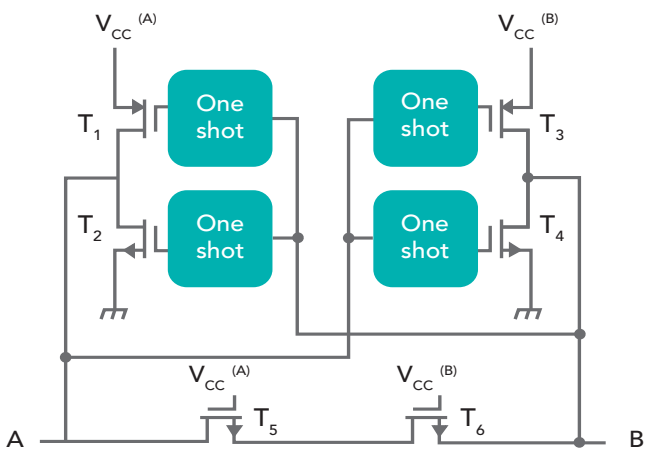 VCC (A)
VCC (B)
One
shot
One
shot
T1
T3
One
shot
One
shot
T2
T4
VCC (A)
VCC (B)
T5
T6
A
B